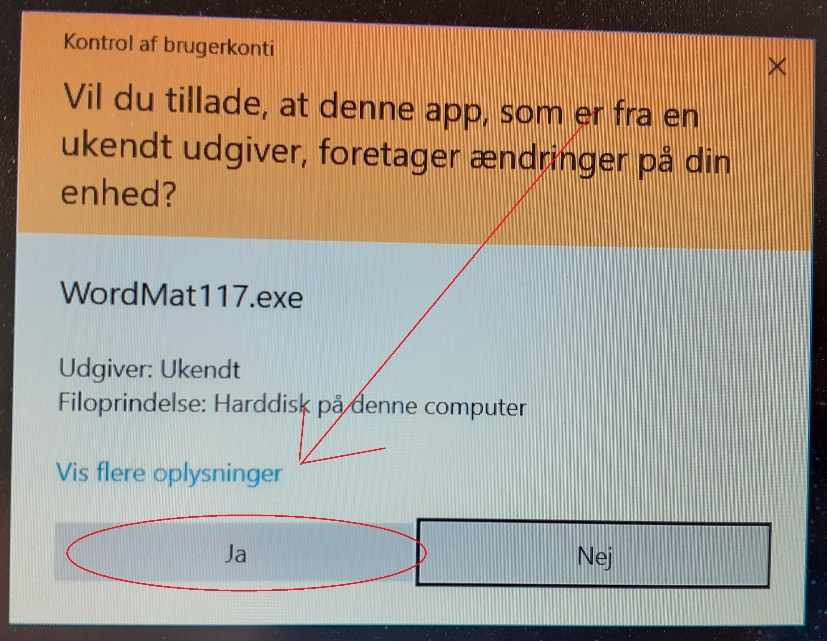 Kontrol af brugerkonti
Vil du tillade, at denne app, som er fra en
ukendt udgiver, foretager ændringer på din
enhed?
WordMat117.exe
Udgiver: Ukendt
Filoprindelse: Harddisk på denne computer
Vis flere oplysninger
Ja
Nej